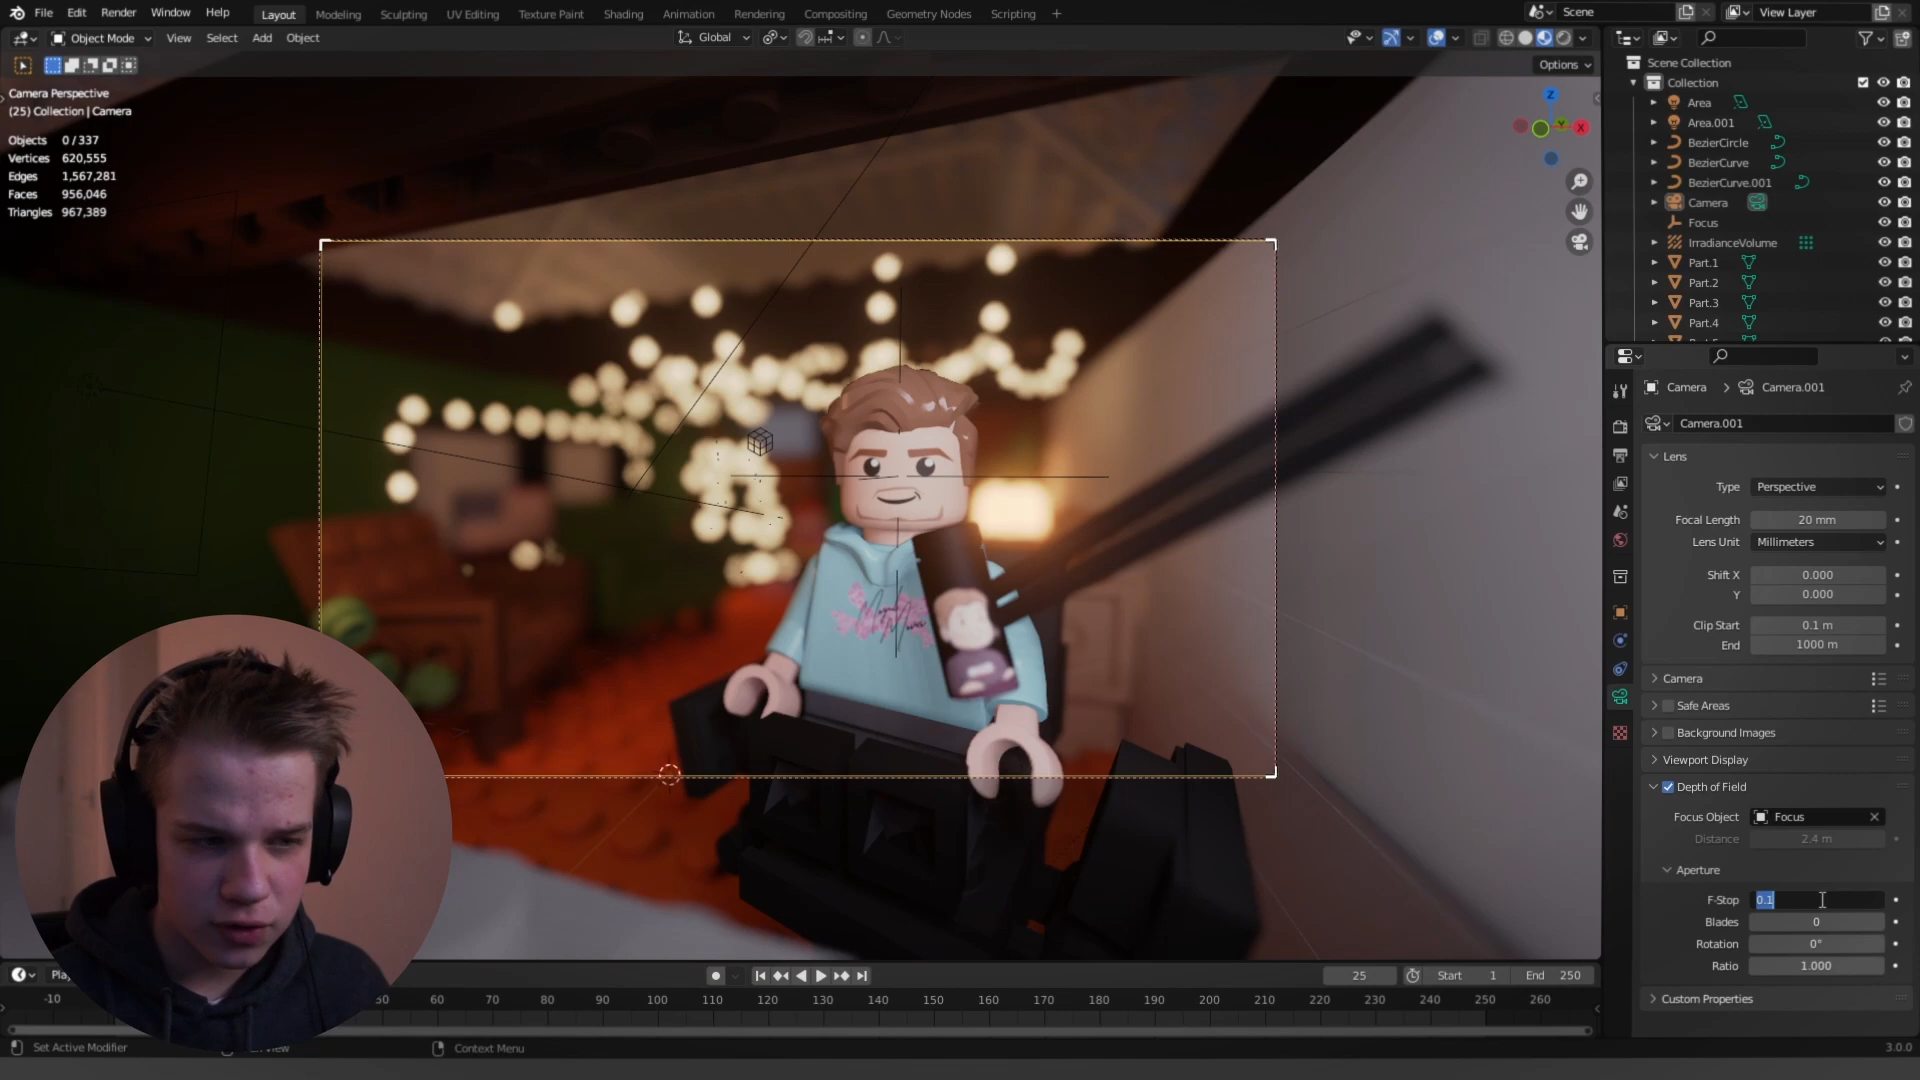 File Edit Render Window Help Layout Modeling Sculpting UV Editing Texture Paint Shading Animation Rendering Compositing Geometry Nodes Scripting + Scene View Layer
Object Mode View Select Add Object Global
Options
Camera Perspective
(25) Collection | Camera
Objects 0 / 337
Vertices 620,555
Edges 1,567,281
Faces 956,046
Triangles 967,389
Z
Y
X
Scene Collection
Collection
Area
Area.001
BezierCircle
BezierCurve
BezierCurve.001
Camera
Focus
IrradianceVolume
Part.1
Part.2
Part.3
Part.4
Camera > Camera.001
Camera.001
Lens
Type Perspective
Focal Length 20 mm
Lens Unit Millimeters
Shift X 0.000
Y 0.000
Clip Start 0.1 m
End 1000 m
Camera
Safe Areas
Background Images
Viewport Display
Depth of Field
Focus Object Focus
Distance 2.4 m
Aperture
F-Stop 0.1
Blades 0
Rotation 0°
Ratio 1.000
Custom Properties
25 Start 1 End 250
-10 60 70 80 90 100 110 120 130 140 150 160 170 180 190 200 210 220 230 240 250 260
Set Active Modifier View Context Menu 3.0.0